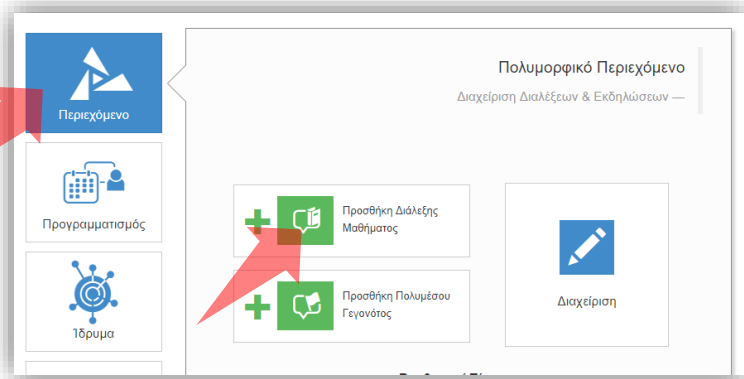 Περιεχόμενο
Προγραμματισμός
Ίδρυμα
Πολυμορφικό Περιεχόμενο
Διαχείριση Διαλέξεων & Εκδηλώσεων —
Προσθήκη Διάλεξης
Μαθήματος
Προσθήκη Πολυμέσου
Γεγονότος
Διαχείριση